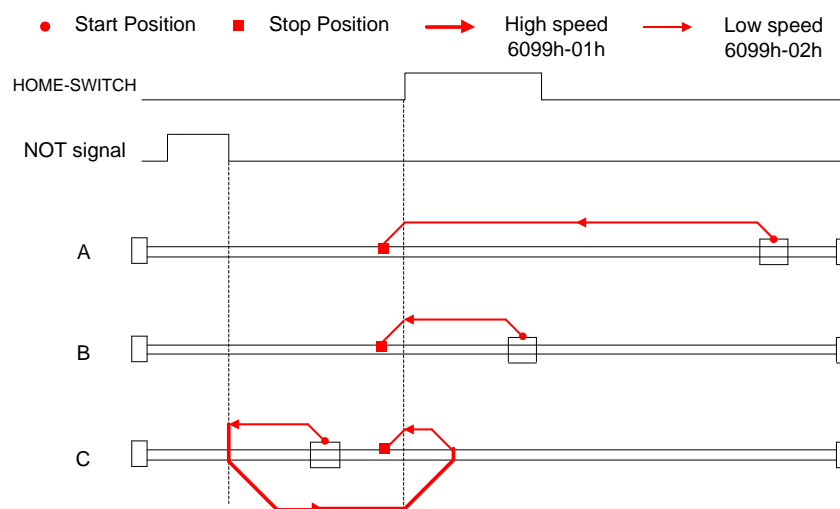 Start Position
Stop Position
High speed
6099h-01h
Low speed
6099h-02h
HOME-SWITCH
NOT signal
A
B
C